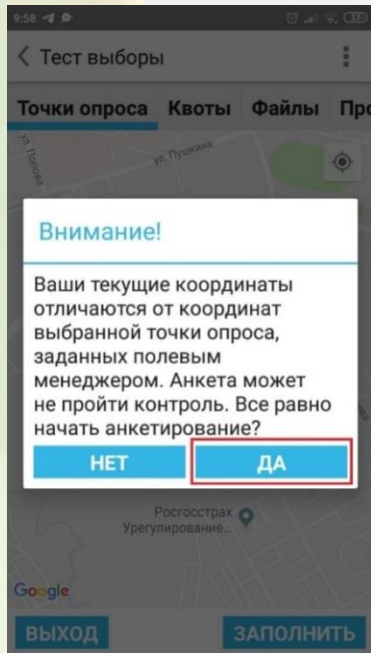 9:58
37
Тест выборы
Точки опроса Квоты Файлы Про
ул. Попова
ул. Пушкина
Внимание!
Ваши текущие координаты
отличаются от координат
выбранной точки опроса,
заданных полевым
менеджером. Анкета может
не пройти контроль. Все равно
начать анкетирование?
НЕТ ДА
Росгосстрах
Урегулирование...
Google
ВЫХОД ЗАПОЛНИТЬ